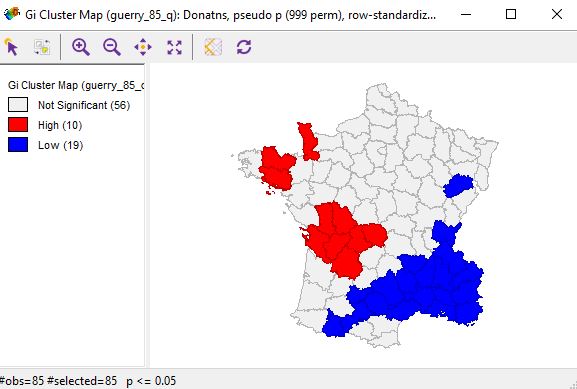 Gi Cluster Map (guerry_85_q): Donatns, pseudo p (999 perm), row-standardiz...
Gi Cluster Map (guerry_85_
Not Significant (56)
High (10)
Low (19)
#obs=85 #selected=85 p <= 0.05